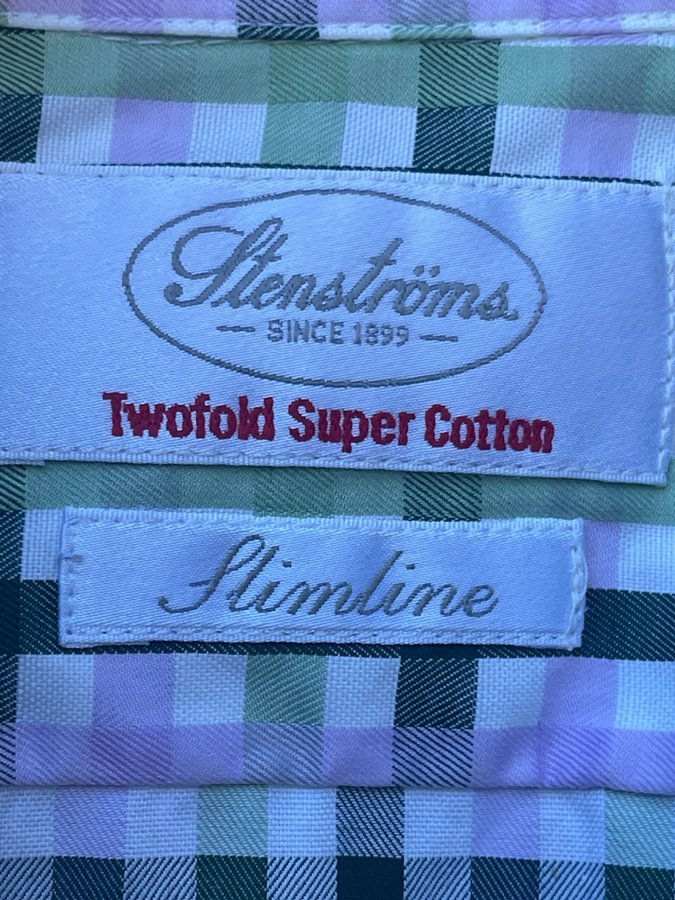 Stenströms
SINCE 1899
Twofold Super Cotton
Slimline